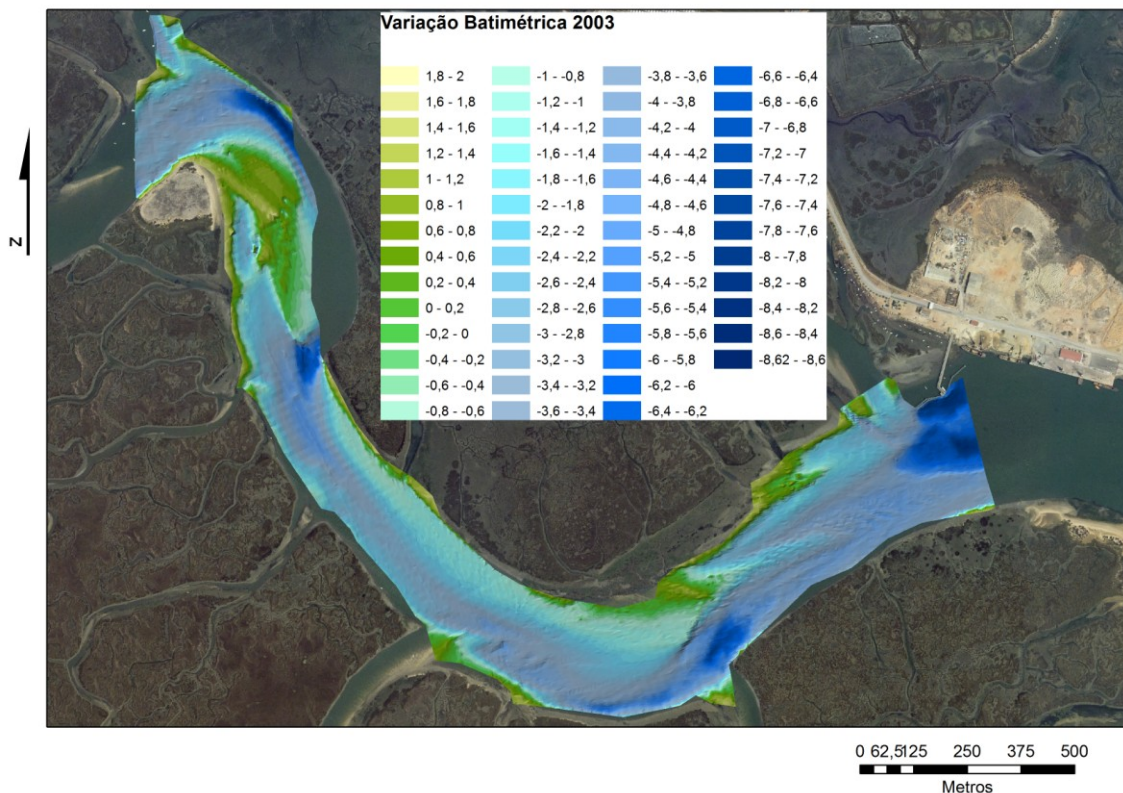 Variação Batimétrica 2003
1,8 - 2
1,6 - 1,8
1,4 - 1,6
1,2 - 1,4
1 - 1,2
0,8 - 1
0,6 - 0,8
0,4 - 0,6
0,2 - 0,4
0 - 0,2
-0,2 - 0
-0,4 - -0,2
-0,6 - -0,4
-0,8 - -0,6
-1 - -0,8
-1,2 - -1
-1,4 - -1,2
-1,6 - -1,4
-1,8 - -1,6
-2 - -1,8
-2,2 - -2
-2,4 - -2,2
-2,6 - -2,4
-2,8 - -2,6
-3 - -2,8
-3,2 - -3
-3,4 - -3,2
-3,6 - -3,4
-3,8 - -3,6
-4 - -3,8
-4,2 - -4
-4,4 - -4,2
-4,6 - -4,4
-4,8 - -4,6
-5 - -4,8
-5,2 - -5
-5,4 - -5,2
-5,6 - -5,4
-5,8 - -5,6
-6 - -5,8
-6,2 - -6
-6,4 - -6,2
-6,6 - -6,4
-6,8 - -6,6
-7 - -6,8
-7,2 - -7
-7,4 - -7,2
-7,6 - -7,4
-7,8 - -7,6
-8 - -7,8
-8,2 - -8
-8,4 - -8,2
-8,6 - -8,4
-8,62 - -8,6
N
0 62,5125 250 375 500
Metros